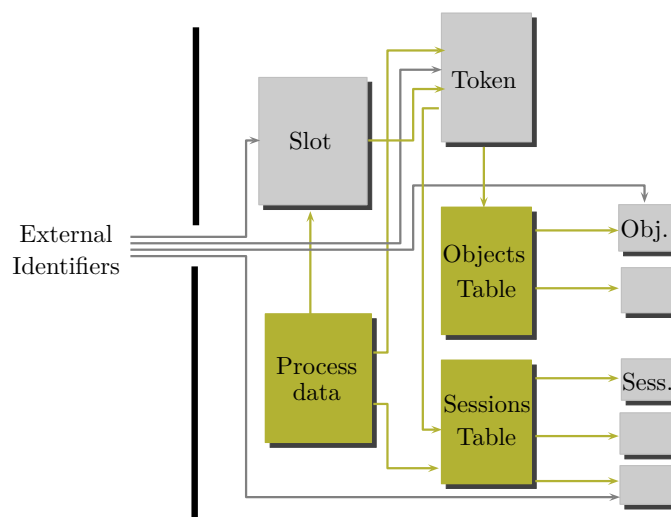 Token
Slot
External
Identifiers
Obj.
Objects
Table
Process
data
Sess.
Sessions
Table